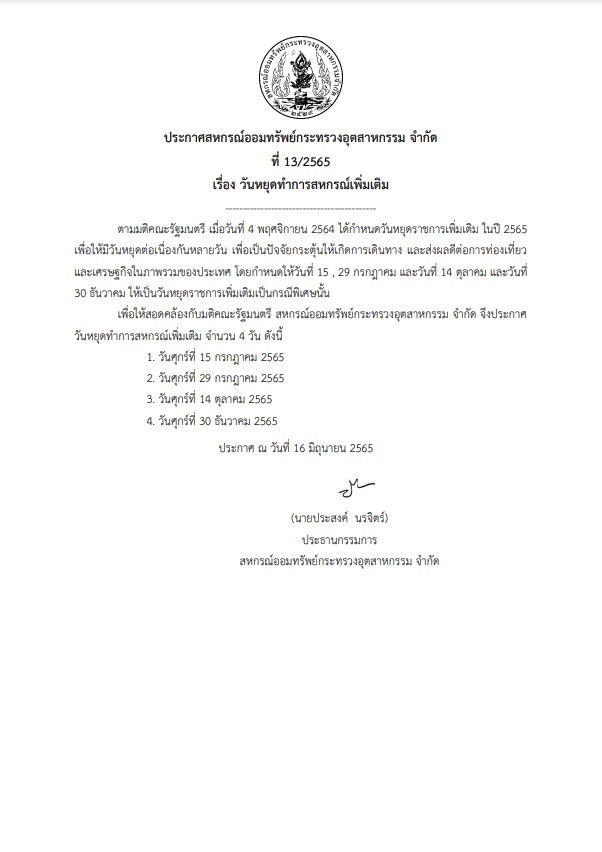 สหกรณ์ออมทรัพย์กระทรวงอุตสาหกรรมจำกัด
๒๕๒๙
ประกาศสหกรณ์ออมทรัพย์กระทรวงอุตสาหกรรม จำกัด
ที่ 13/2565
เรื่อง วันหยุดทำการสหกรณ์เพิ่มเติม
-------------------------------------------
ตามมติคณะรัฐมนตรี เมื่อวันที่ 4 พฤศจิกายน 2564 ได้กำหนดวันหยุดราชการเพิ่มเติม ในปี 2565
เพื่อให้มีวันหยุดต่อเนื่องกันหลายวัน เพื่อเป็นปัจจัยกระตุ้นให้เกิดการเดินทาง และส่งผลดีต่อการท่องเที่ยว
และเศรษฐกิจในภาพรวมของประเทศ โดยกำหนดให้วันที่ 15 , 29 กรกฎาคม และวันที่ 14 ตุลาคม และวันที่
30 ธันวาคม ให้เป็นวันหยุดราชการเพิ่มเติมเป็นกรณีพิเศษนั้น
เพื่อให้สอดคล้องกับมติคณะรัฐมนตรี สหกรณ์ออมทรัพย์กระทรวงอุตสาหกรรม จำกัด จึงประกาศ
วันหยุดทำการสหกรณ์เพิ่มเติม จำนวน 4 วัน ดังนี้
1. วันศุกร์ที่ 15 กรกฎาคม 2565
2. วันศุกร์ที่ 29 กรกฎาคม 2565
3. วันศุกร์ที่ 14 ตุลาคม 2565
4. วันศุกร์ที่ 30 ธันวาคม 2565
ประกาศ ณ วันที่ 16 มิถุนายน 2565
(นายประสงค์ นรจิตร์)
ประธานกรรมการ
สหกรณ์ออมทรัพย์กระทรวงอุตสาหกรรม จำกัด